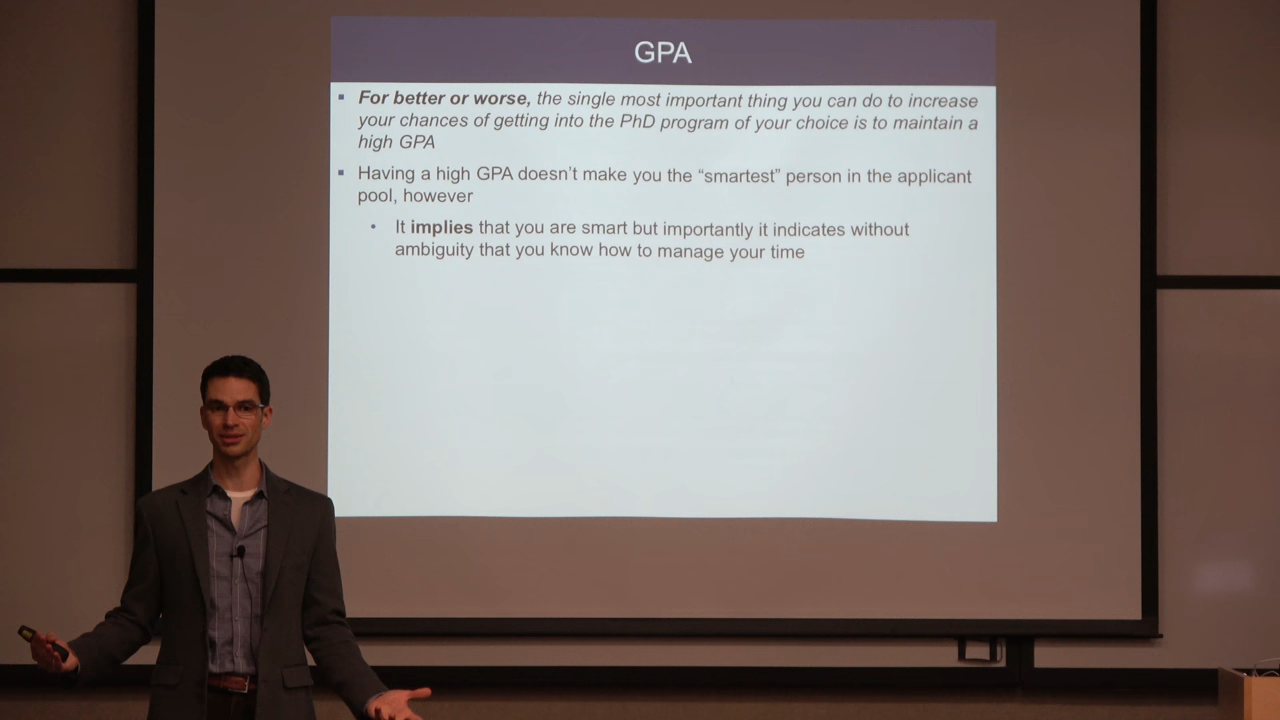 GPA
For better or worse, the single most important thing you can do to increase
your chances of getting into the PhD program of your choice is to maintain a
high GPA
Having a high GPA doesn’t make you the “smartest” person in the applicant
pool, however
It implies that you are smart but importantly it indicates without
ambiguity that you know how to manage your time